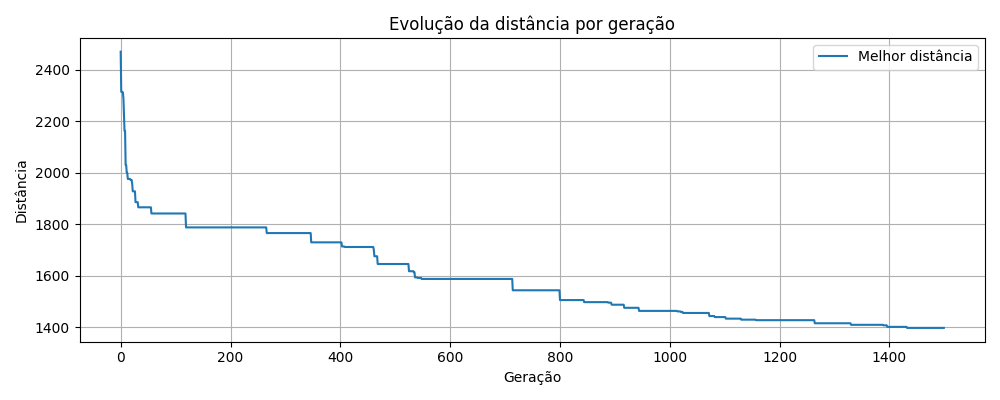 Evolução da distância por geração
Melhor distância
Distância
2400
2200
2000
1800
1600
1400
0 200 400 600 800 1000 1200 1400
Geração